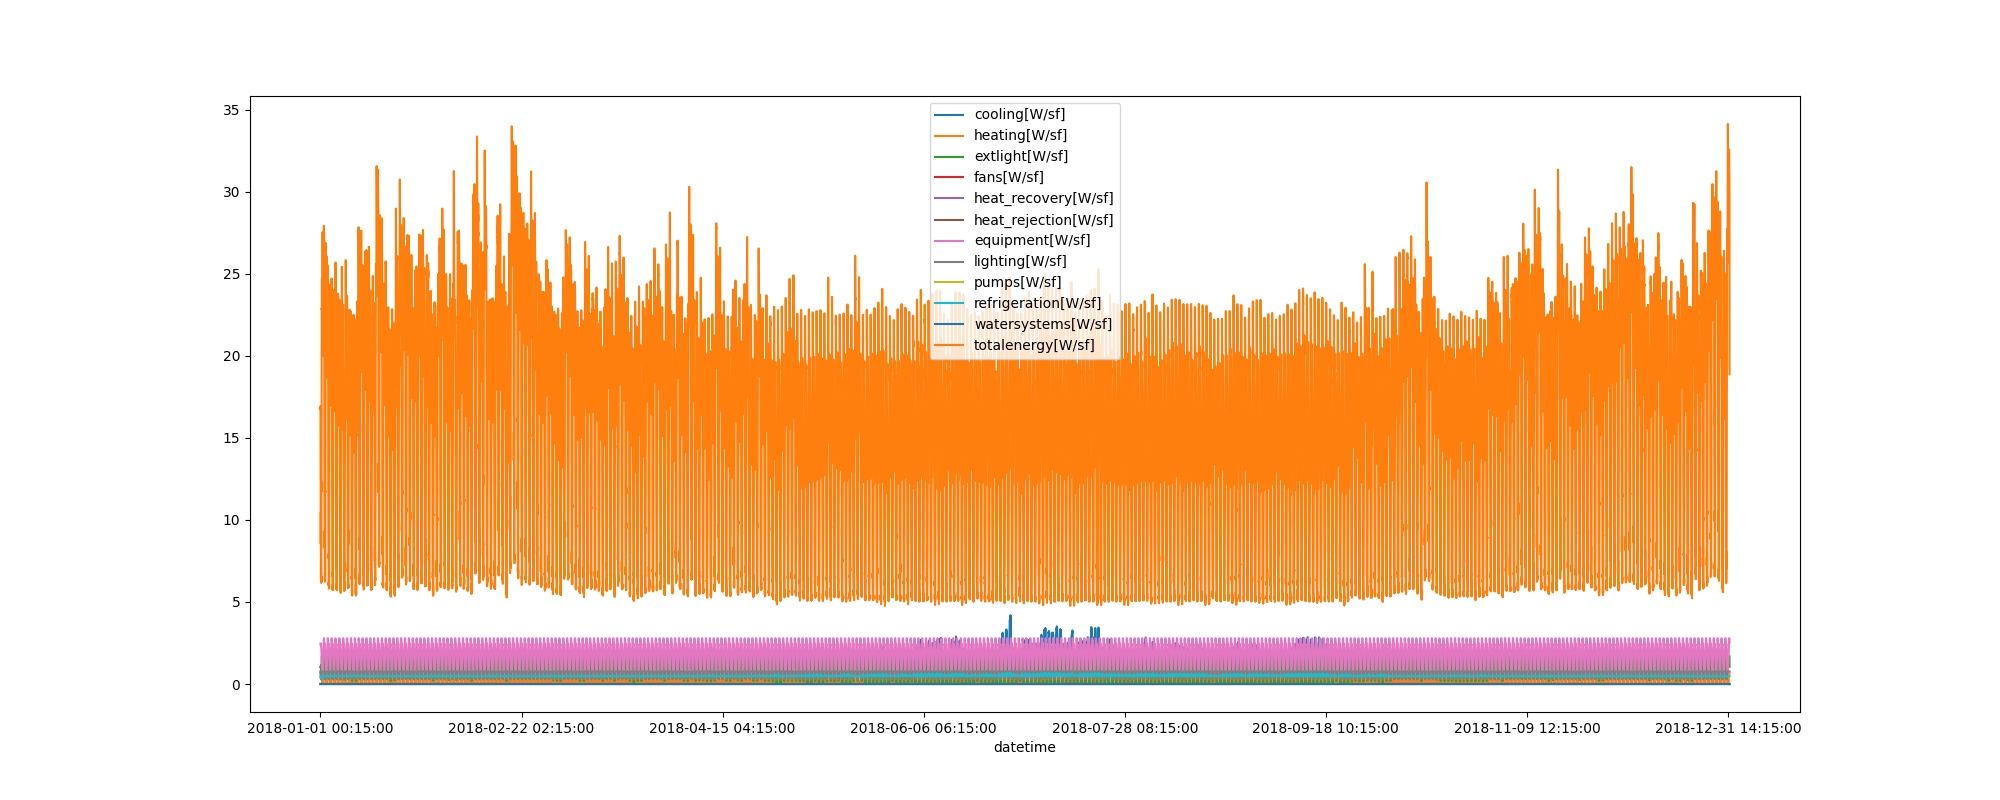 35
30
25
20
15
10
5
0
cooling[W/sf]
heating[W/sf]
extlight[W/sf]
fans[W/sf]
heat_recovery[W/sf]
heat_rejection[W/sf]
equipment[W/sf]
lighting[W/sf]
pumps[W/sf]
refrigeration[W/sf]
watersystems[W/sf]
totalenergy[W/sf]
2018-01-01 00:15:00 2018-02-22 02:15:00 2018-04-15 04:15:00 2018-06-06 06:15:00 2018-07-28 08:15:00 2018-09-18 10:15:00 2018-11-09 12:15:00 2018-12-31 14:15:00
datetime